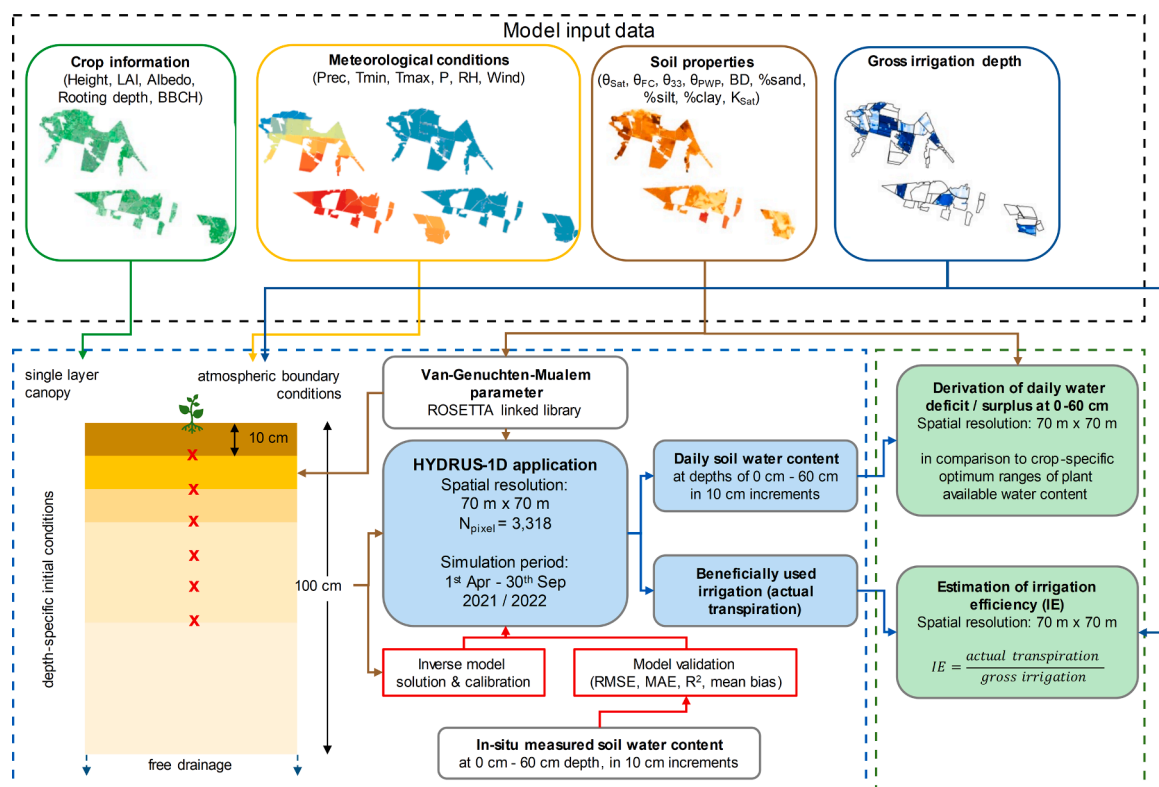 Model input data
Crop information
(Height, LAI, Albedo,
Rooting depth, BBCH)
Meteorological conditions
(Prec, Tmin, Tmax, P, RH, Wind)
Soil properties
(θSat, θFC, θ33, θPWP, BD, %sand,
%silt, %clay, KSat)
Gross irrigation depth
single layer
canopy
atmospheric boundary
conditions
Van-Genuchten-Mualem
parameter
ROSETTA linked library
Derivation of daily water
deficit / surplus at 0-60 cm
Spatial resolution: 70 m x 70 m
in comparison to crop-specific
optimum ranges of plant
available water content
10 cm
x
x
x
x
x
x
100 cm
depth-specific initial conditions
free drainage
HYDRUS-1D application
Spatial resolution:
70 m x 70 m
Npixel = 3,318
Simulation period:
1st Apr - 30th Sep
2021 / 2022
Daily soil water content
at depths of 0 cm - 60 cm
in 10 cm increments
Beneficially used
irrigation (actual
transpiration)
Estimation of irrigation
efficiency (IE)
Spatial resolution: 70 m x 70 m
IE = actual transpiration
gross irrigation
Inverse model
solution & calibration
Model validation
(RMSE, MAE, R², mean bias)
In-situ measured soil water content
at 0 cm - 60 cm depth, in 10 cm increments